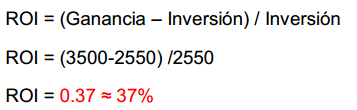 ROI = (Ganancia – Inversión) / Inversión
ROI = (3500-2550) /2550
ROI = 0.37 ≈ 37%